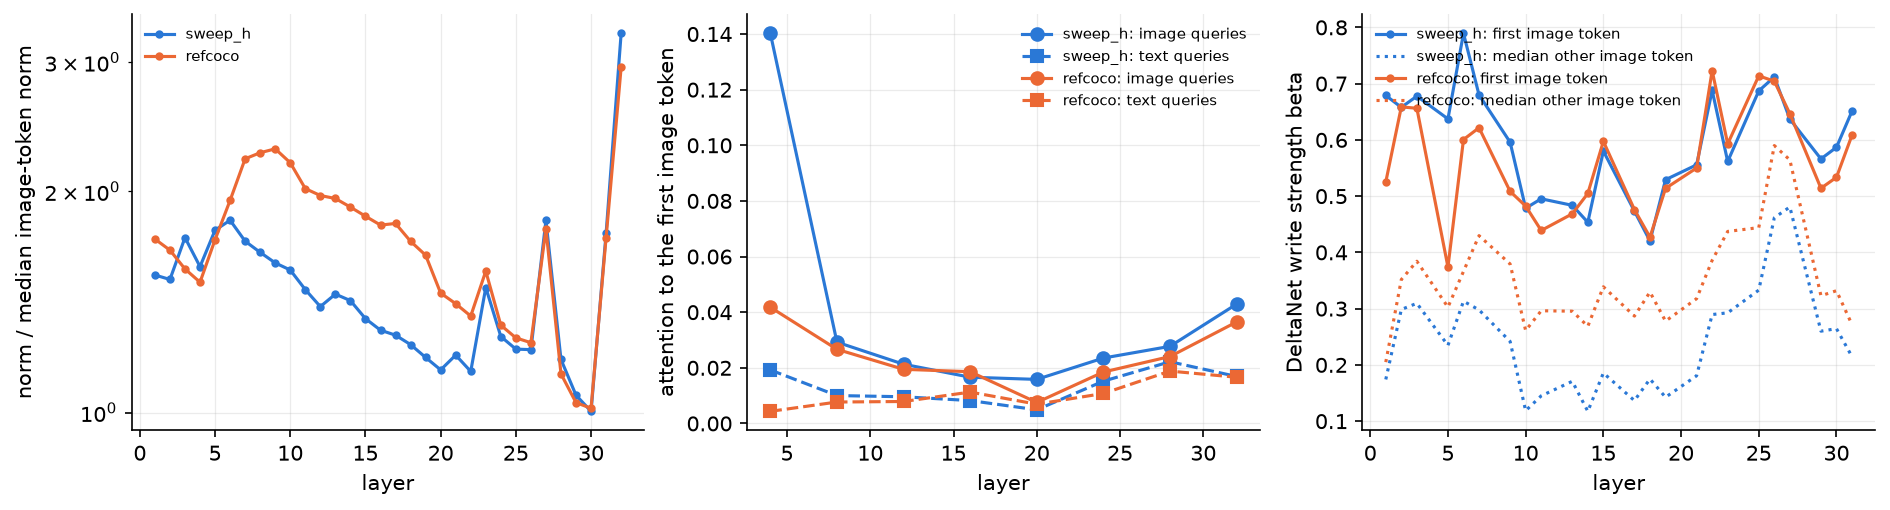 norm / median image-token norm
3 × 10⁰
2 × 10⁰
10⁰
sweep_h
refcoco
0 5 10 15 20 25 30
layer
attention to the first image token
0.14
0.12
0.10
0.08
0.06
0.04
0.02
0.00
sweep_h: image queries
sweep_h: text queries
refcoco: image queries
refcoco: text queries
5 10 15 20 25 30
layer
DeltaNet write strength beta
0.8
0.7
0.6
0.5
0.4
0.3
0.2
0.1
sweep_h: first image token
sweep_h: median other image token
refcoco: first image token
refcoco: median other image token
0 5 10 15 20 25 30
layer